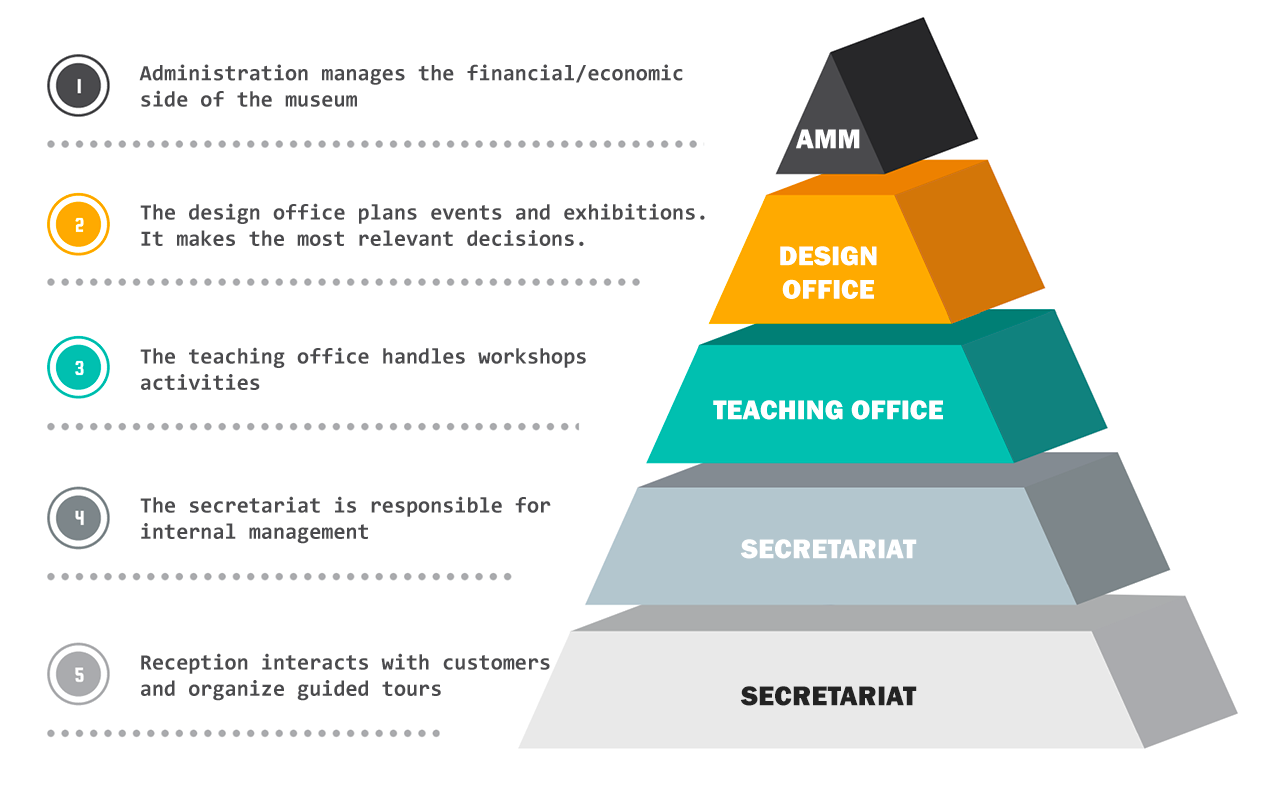 1
Administration manages the financial/economic
side of the museum
AMM
2
The design office plans events and exhibitions.
It makes the most relevant decisions.
DESIGN
OFFICE
3
The teaching office handles workshops
activities
TEACHING OFFICE
4
The secretariat is responsible for
internal management
SECRETARIAT
5
Reception interacts with customers
and organize guided tours
SECRETARIAT